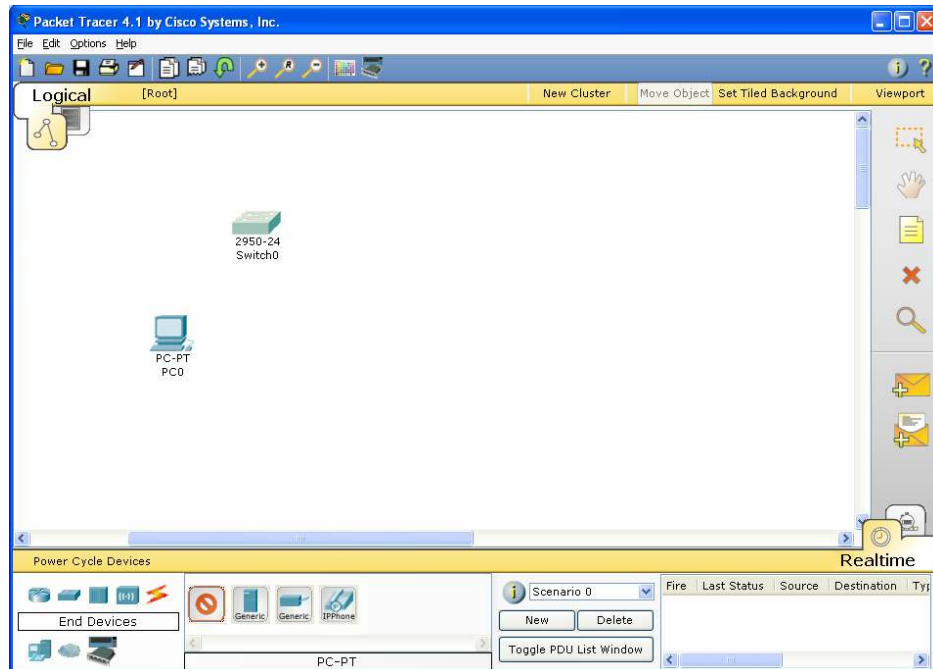 Packet Tracer 4.1 by Cisco Systems, Inc.
File Edit Options Help
Logical [Root] New Cluster Move Object Set Tiled Background Viewport
2950-24
Switch0
PC-PT
PC0
Power Cycle Devices Realtime
End Devices
Generic Generic IPPhone
PC-PT
Scenario 0
New Delete
Toggle PDU List Window
Fire Last Status Source Destination Typ